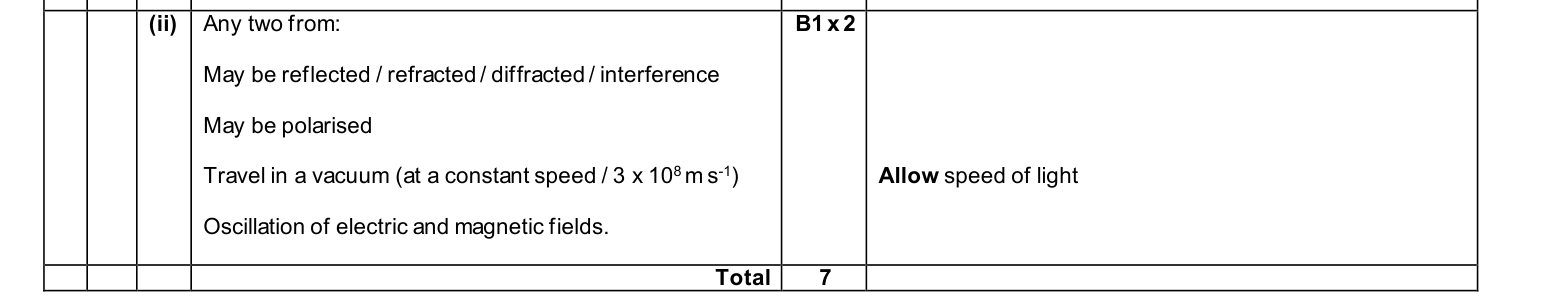 (ii) Any two from: B1 x 2
May be reflected / refracted / diffracted / interference
May be polarised
Travel in a vacuum (at a constant speed / 3 x 10⁸ m s⁻¹) Allow speed of light
Oscillation of electric and magnetic fields.
Total 7